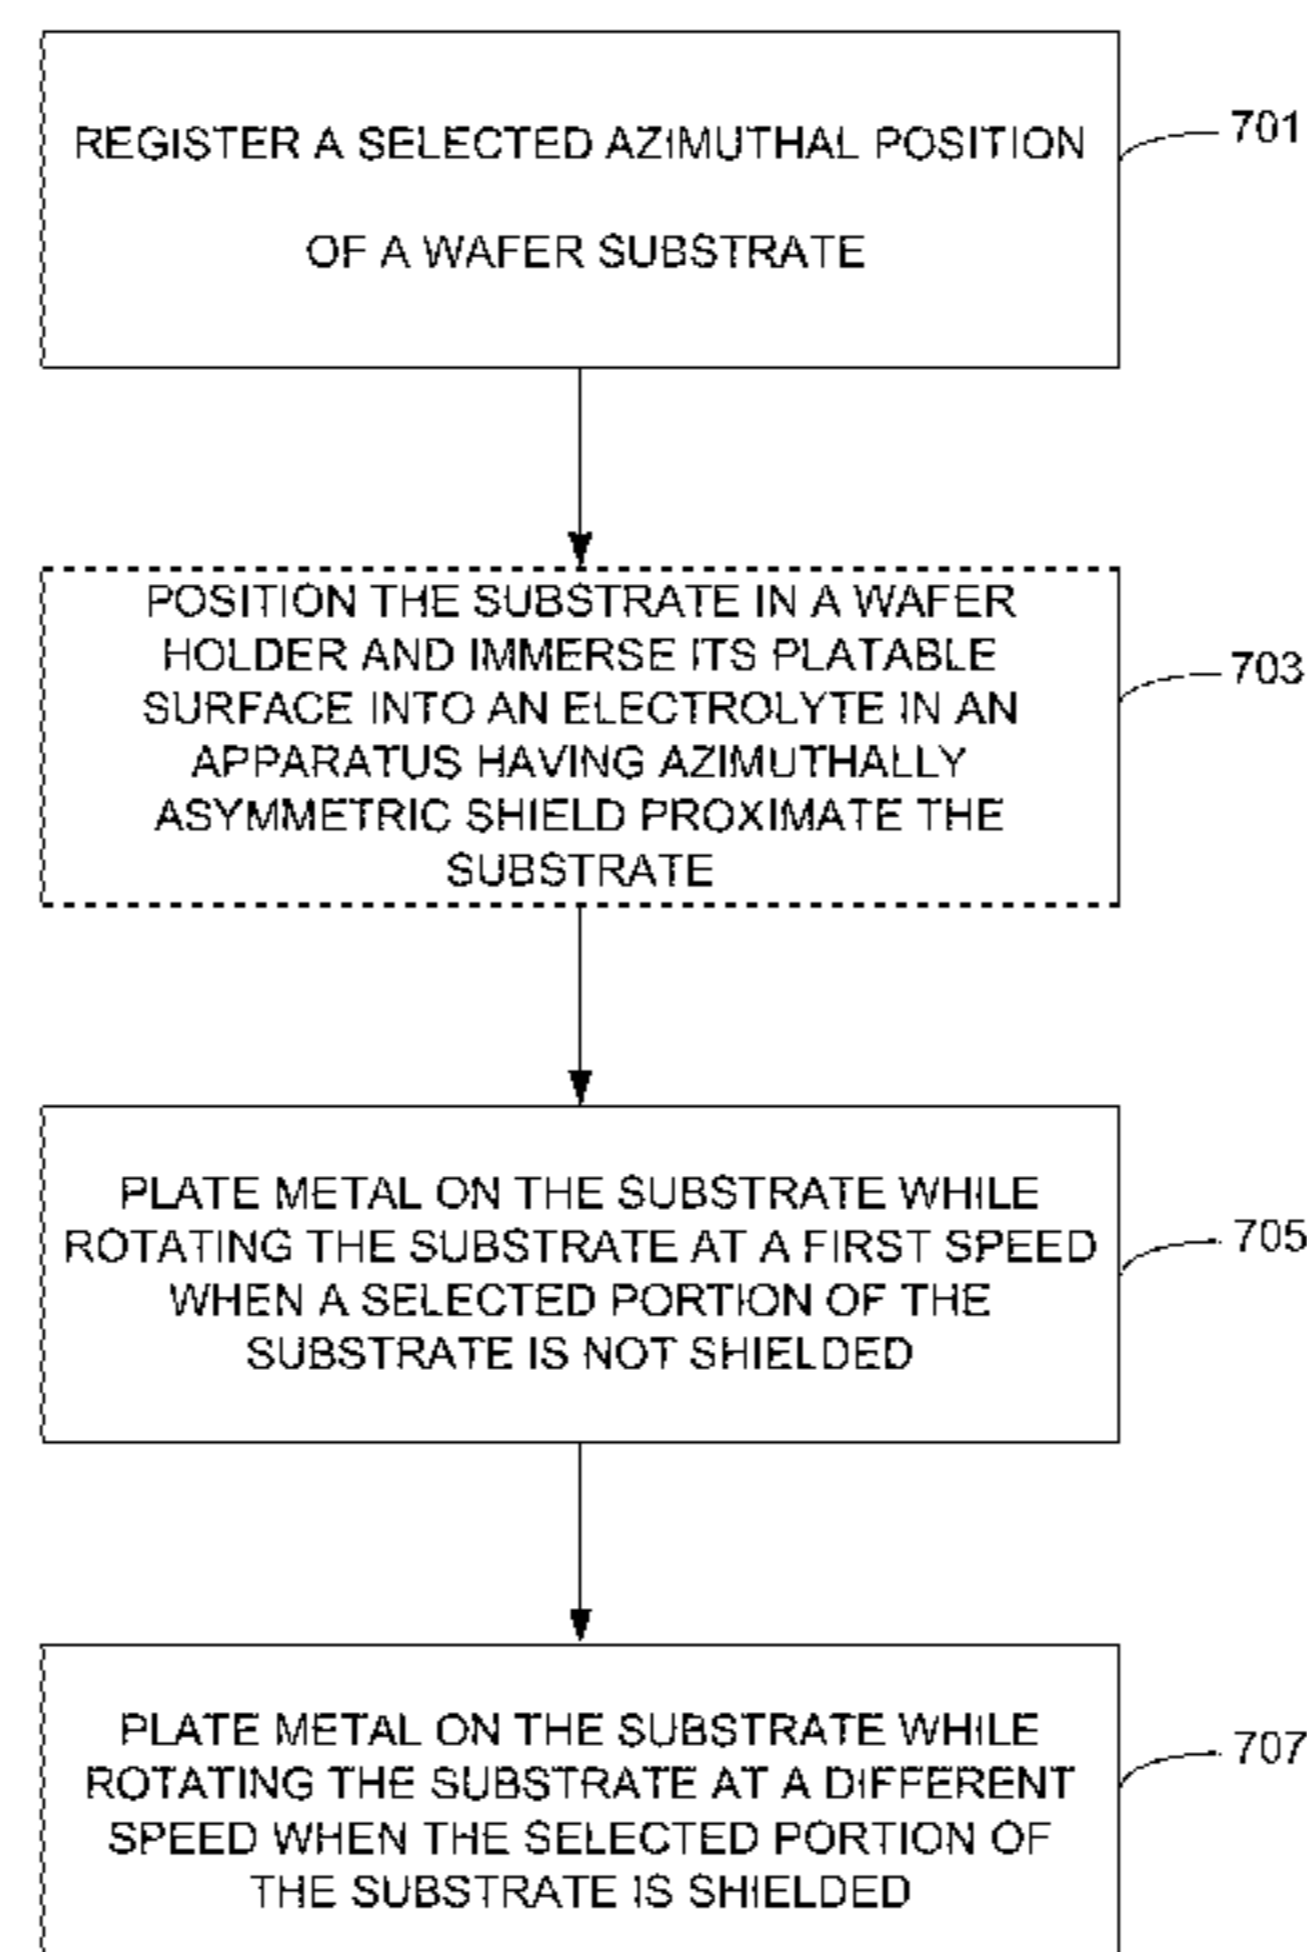 REGISTER A SELECTED AZIMUTHAL POSITION
OF A WAFER SUBSTRATE
701
POSITION THE SUBSTRATE IN A WAFER
HOLDER AND IMMERSE ITS PLATABLE
SURFACE INTO AN ELECTROLYTE IN AN
APPARATUS HAVING AZIMUTHALLY
ASYMMETRIC SHIELD PROXIMATE THE
SUBSTRATE
703
PLATE METAL ON THE SUBSTRATE WHILE
ROTATING THE SUBSTRATE AT A FIRST SPEED
WHEN A SELECTED PORTION OF THE
SUBSTRATE IS NOT SHIELDED
705
PLATE METAL ON THE SUBSTRATE WHILE
ROTATING THE SUBSTRATE AT A DIFFERENT
SPEED WHEN THE SELECTED PORTION OF
THE SUBSTRATE IS SHIELDED
707